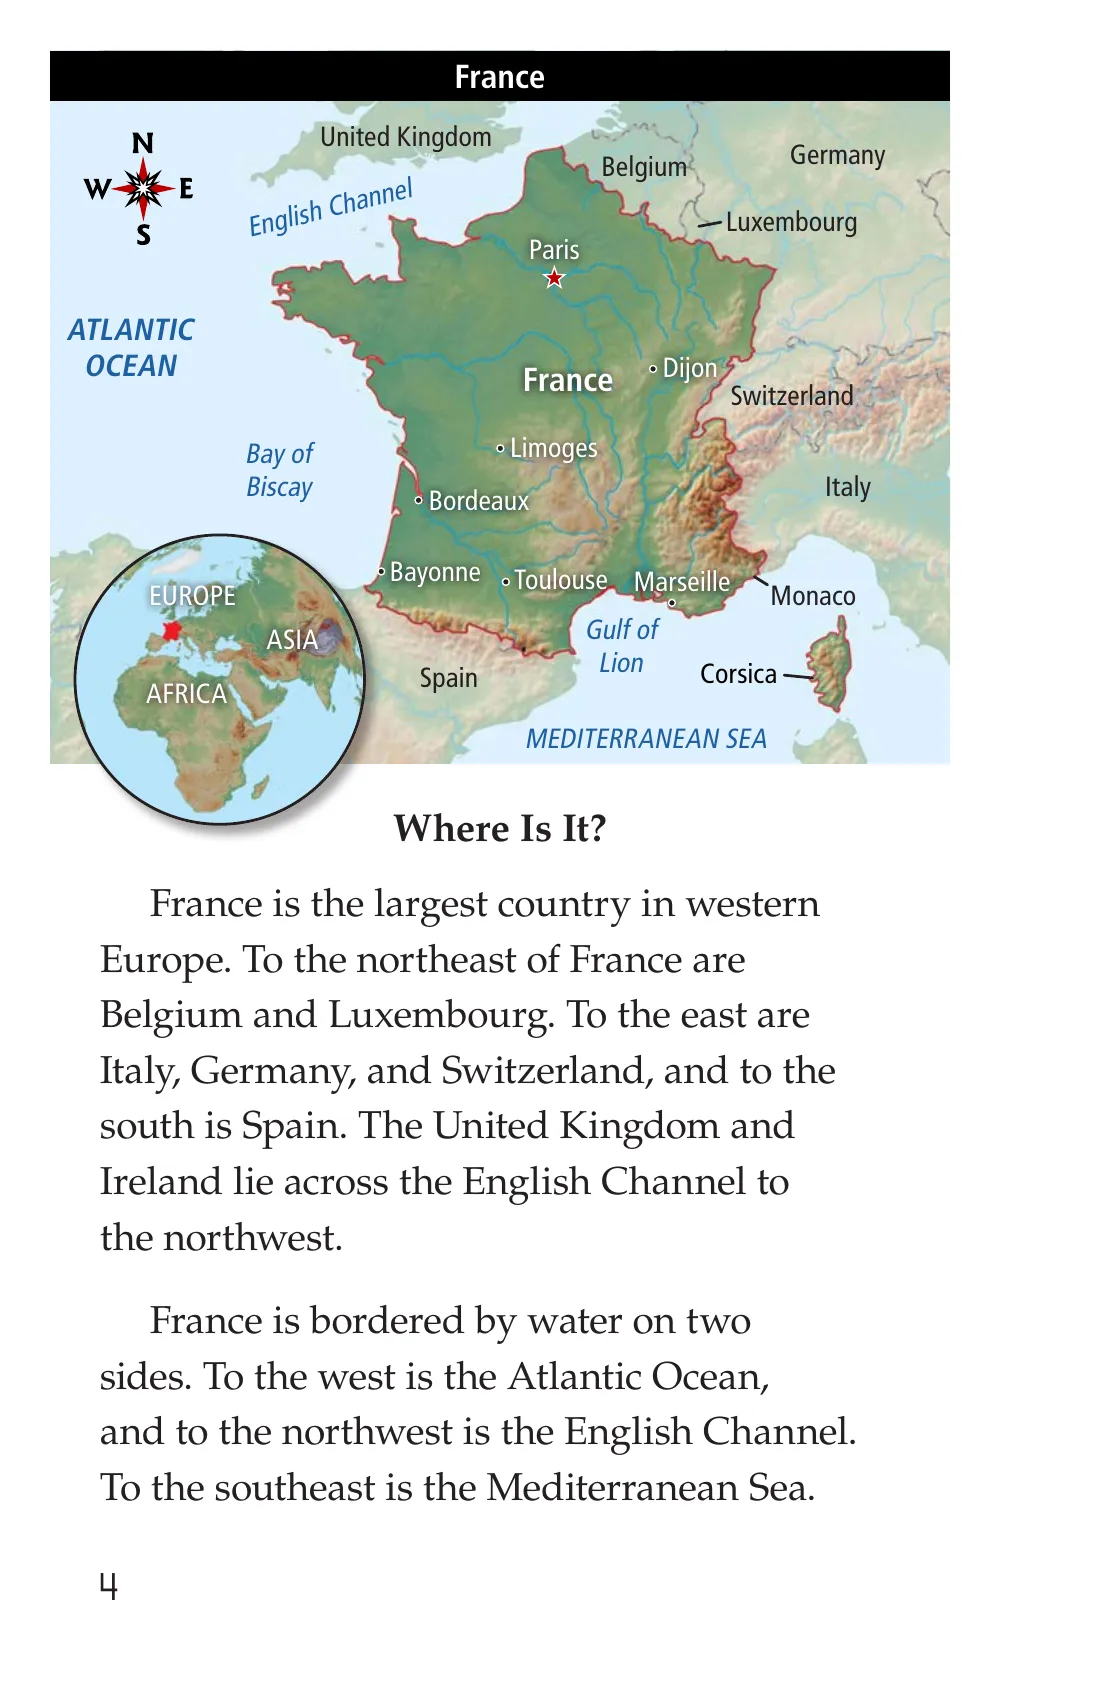 France
N
W E
S
United Kingdom
Belgium
Germany
English Channel
Luxembourg
Paris
ATLANTIC
OCEAN
Dijon
France
Switzerland
Limoges
Bay of
Biscay
Italy
Bordeaux
Bayonne
Toulouse
Marseille
Monaco
EUROPE
ASIA
AFRICA
Gulf of
Lion
Spain
Corsica
MEDITERRANEAN SEA
Where Is It?
France is the largest country in western
Europe. To the northeast of France are
Belgium and Luxembourg. To the east are
Italy, Germany, and Switzerland, and to the
south is Spain. The United Kingdom and
Ireland lie across the English Channel to
the northwest.
France is bordered by water on two
sides. To the west is the Atlantic Ocean,
and to the northwest is the English Channel.
To the southeast is the Mediterranean Sea.
4